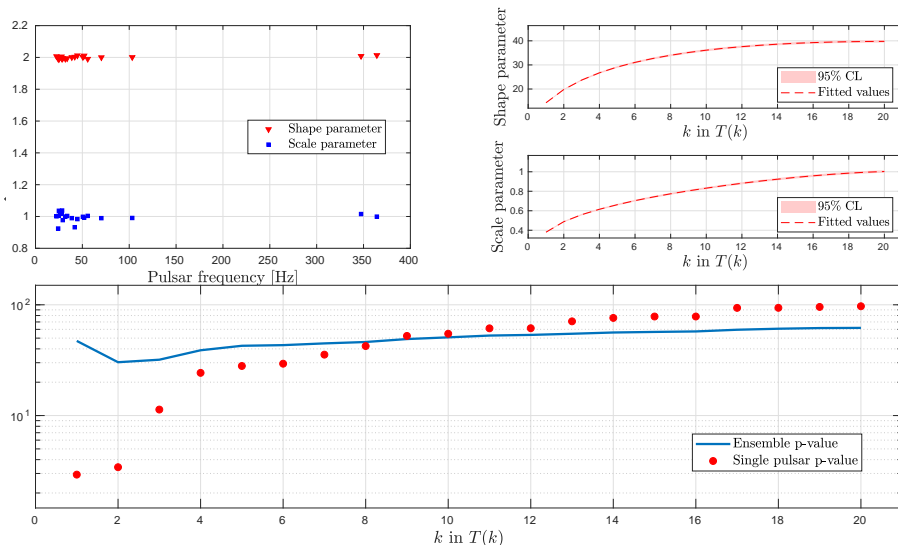 2.2
2
1.8
1.6
1.4
1.2
1
0.8
Shape parameter
Scale parameter
0 50 100 150 200 250 300 350 400
Pulsar frequency [Hz]
Shape parameter
40
30
20
95% CL
Fitted values
0 2 4 6 8 10 12 14 16 18 20
k in T(k)
Scale parameter
1
0.8
0.6
0.4
95% CL
Fitted values
0 2 4 6 8 10 12 14 16 18 20
k in T(k)
10²
10¹
Ensemble p-value
Single pulsar p-value
0 2 4 6 8 10 12 14 16 18 20
k in T(k)